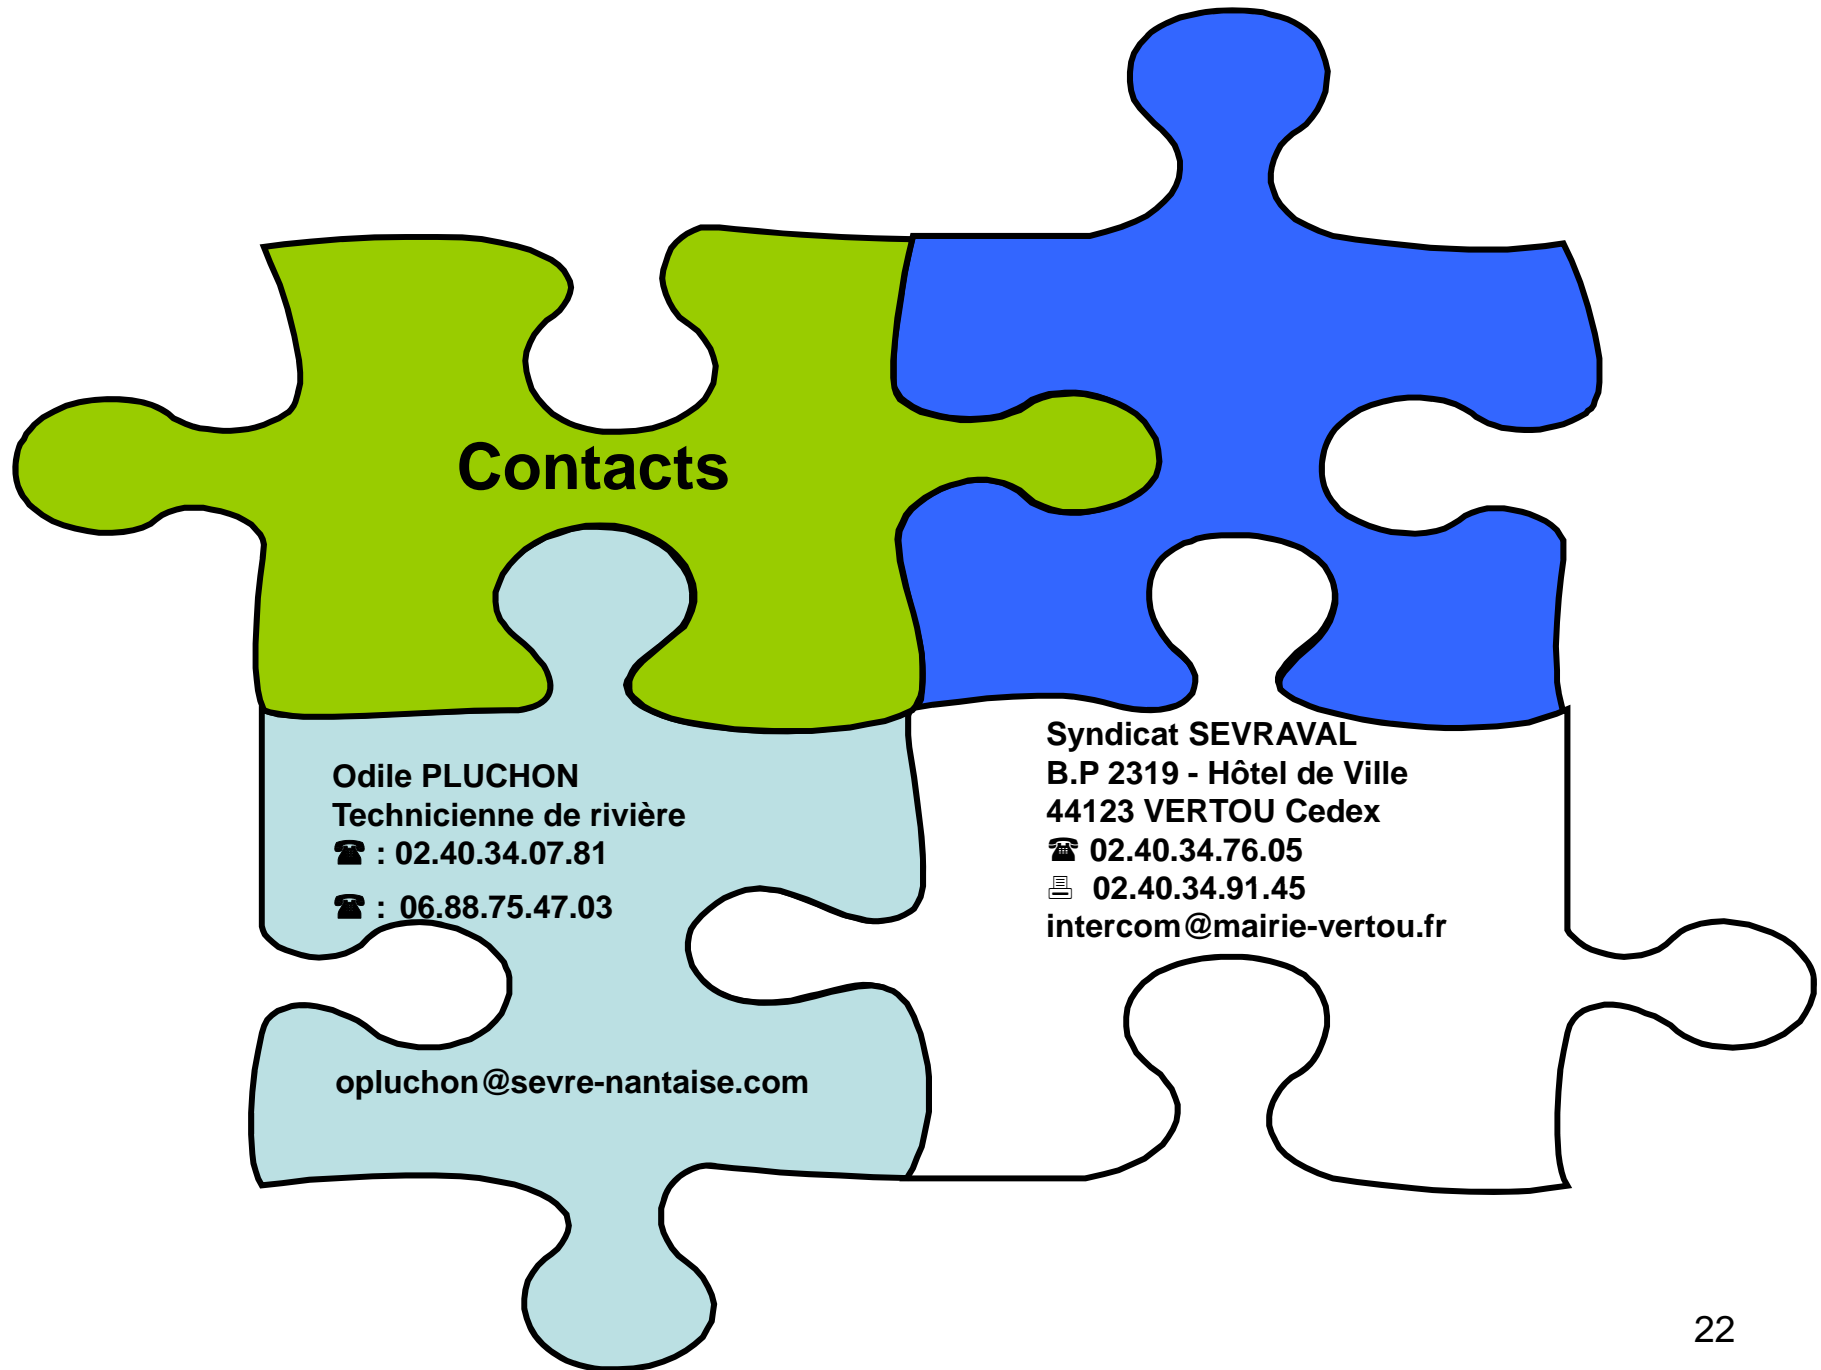 Contacts
Odile PLUCHON
Technicienne de rivière
☎ : 02.40.34.07.81
☎ : 06.88.75.47.03
opluchon@sevre-nantaise.com
Syndicat SEVRAVAL
B.P 2319 - Hôtel de Ville
44123 VERTOU Cedex
☎ 02.40.34.76.05
02.40.34.91.45
intercom@mairie-vertou.fr
22